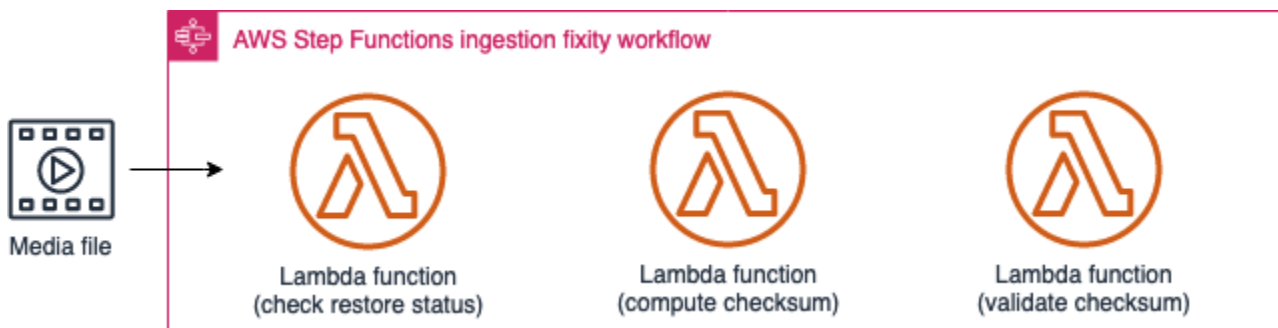 AWS Step Functions ingestion fixity workflow
Media file
Lambda function
(check restore status)
Lambda function
(compute checksum)
Lambda function
(validate checksum)